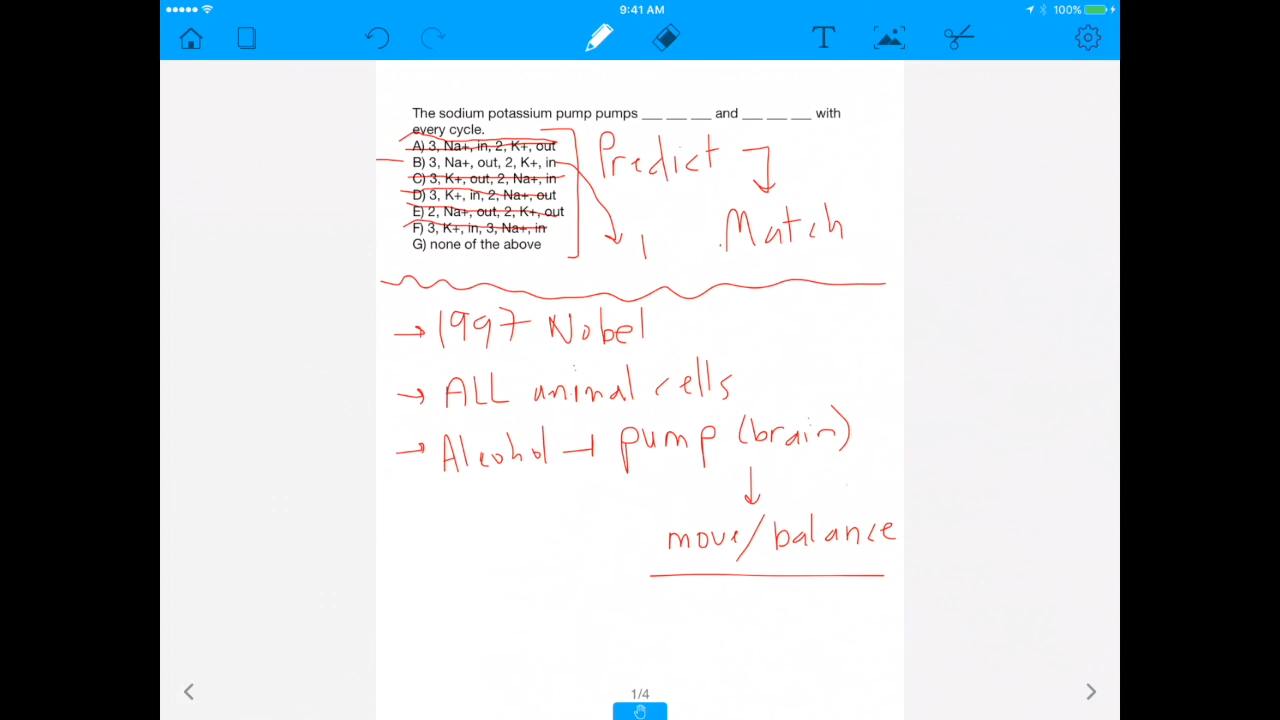 9:41 AM
100%
T
The sodium potassium pump pumps ___ ___ ___ and ___ ___ ___ with
every cycle.
A) 3, Na+, in, 2, K+, out
B) 3, Na+, out, 2, K+, in
C) 3, K+, out, 2, Na+, in
D) 3, K+, in, 2, Na+, out
E) 2, Na+, out, 2, K+, out
F) 3, K+, in, 3, Na+, in
G) none of the above
Predict
Match
1
→ 1997 Nobel
→ ALL animal cells
→ Alcohol ⊣ pump (brain)
↓
move/balance
1/4